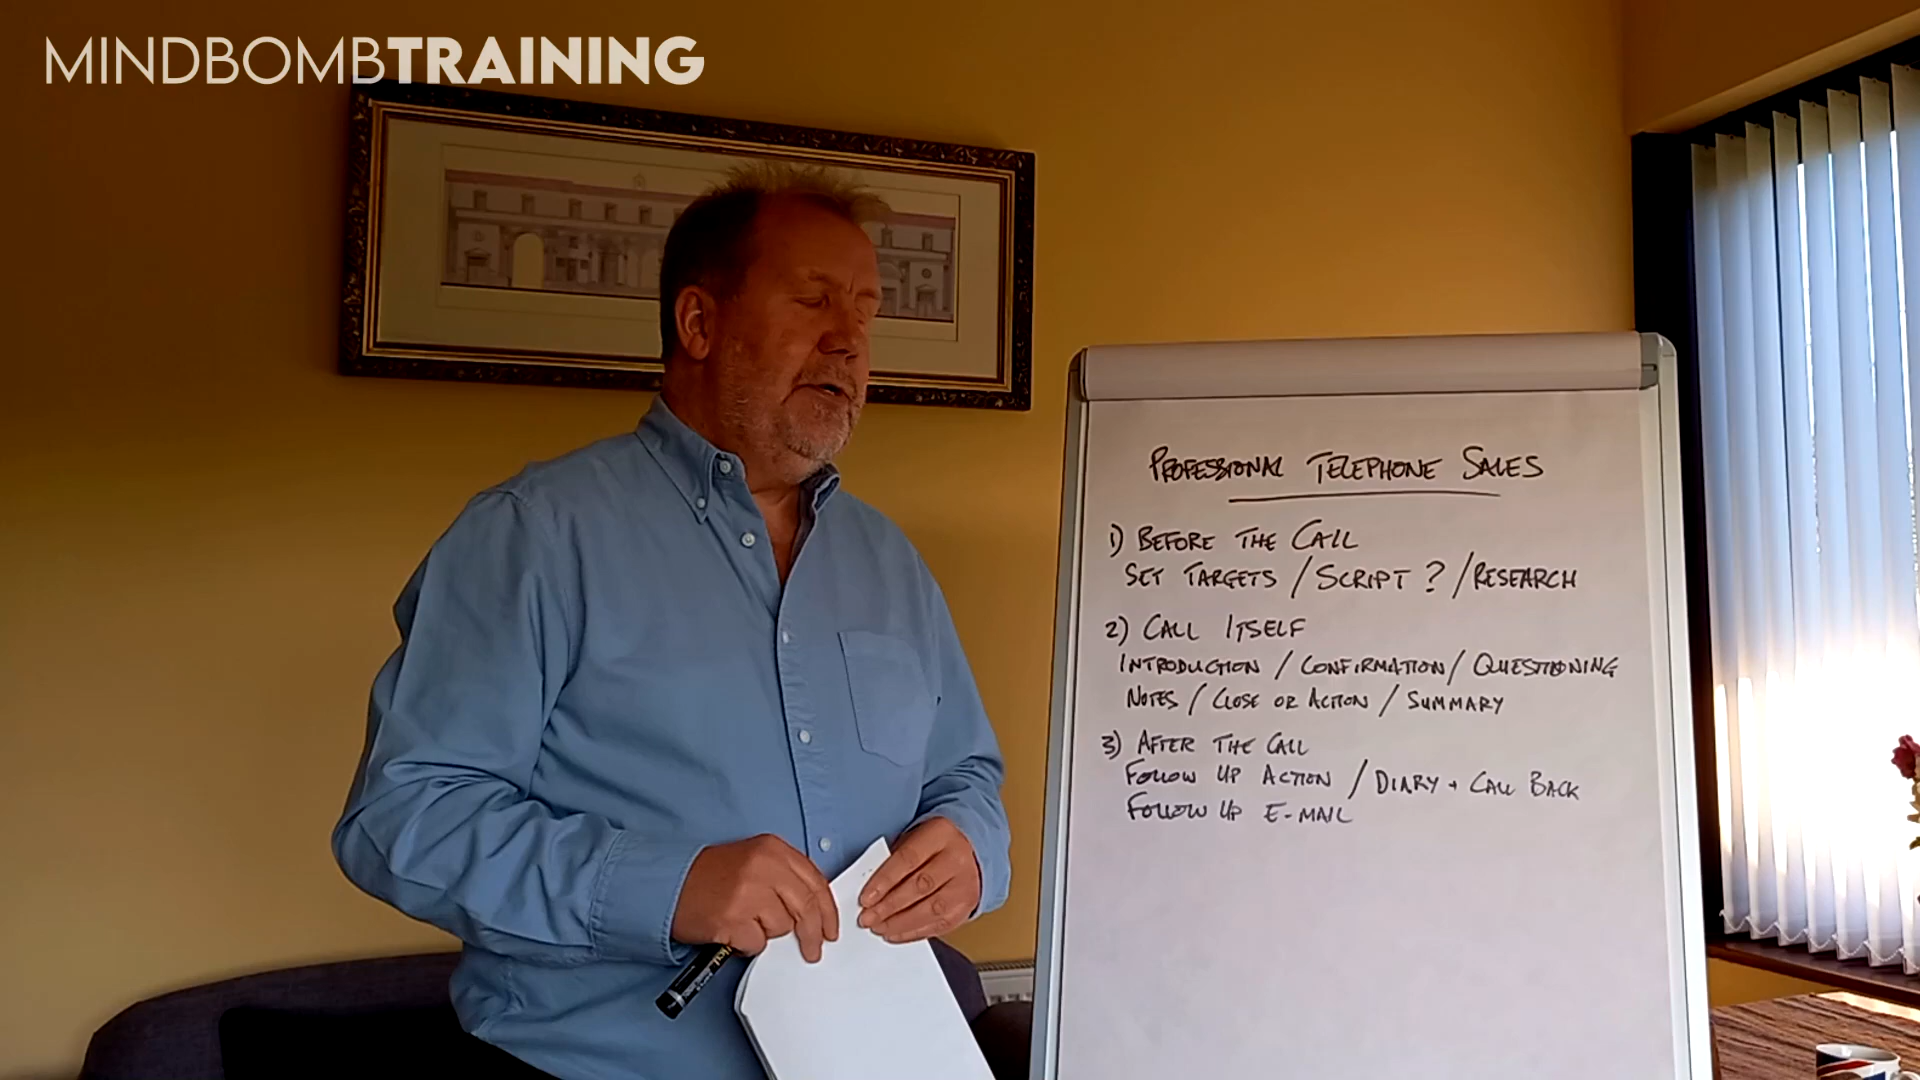 MINDBOMBTRAINING
PROFESSIONAL TELEPHONE SALES
1) BEFORE THE CALL
SET TARGETS / SCRIPT ? / RESEARCH
2) CALL ITSELF
INTRODUCTION / CONFIRMATION / QUESTIONING
NOTES / CLOSE OR ACTION / SUMMARY
3) AFTER THE CALL
FOLLOW UP ACTION / DIARY + CALL BACK
FOLLOW UP E-MAIL